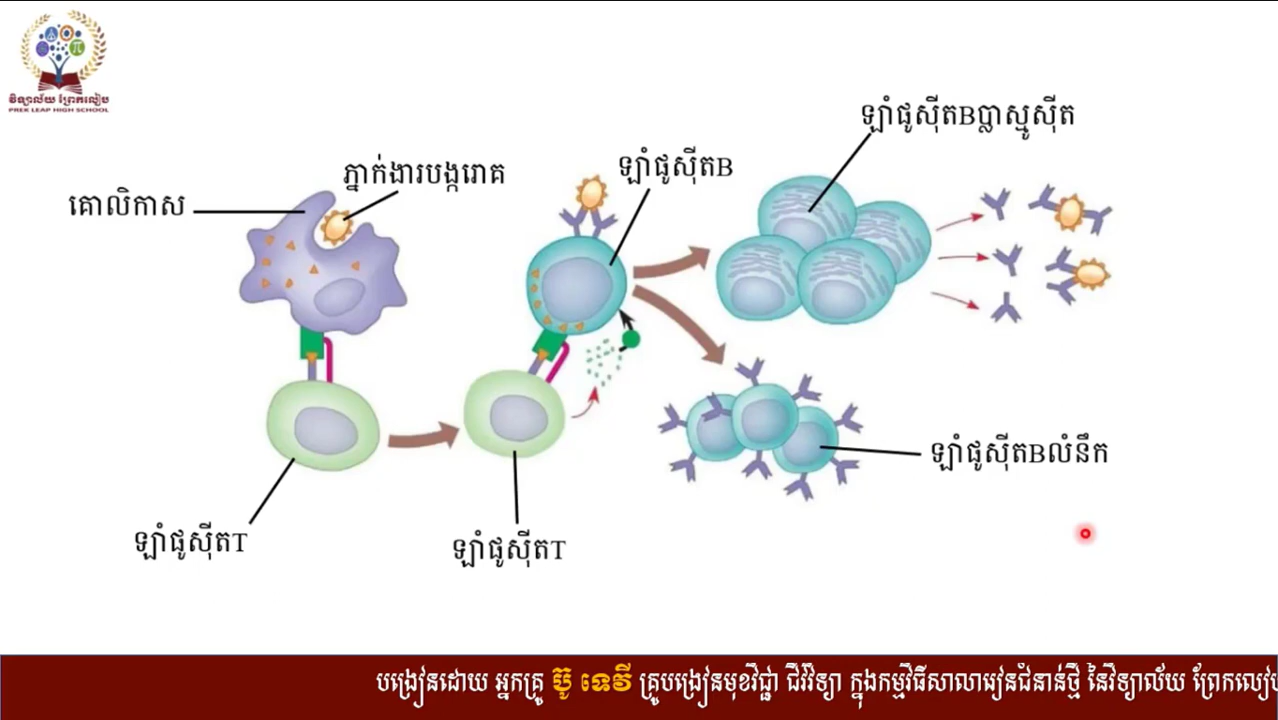 វិទ្យាល័យ ព្រែកលៀប
PREK LEAP HIGH SCHOOL
ឡាំផូស៊ីតBប្លាស្មូស៊ីត
ភ្នាក់ងារបង្ករោគ
ឡាំផូស៊ីតB
គោលិកាស
ឡាំផូស៊ីតBលំនឹក
ឡាំផូស៊ីតT
ឡាំផូស៊ីតT
បង្រៀនដោយ អ្នកគ្រូ ប៊ូ ទេវី គ្រូបង្រៀនមុខវិជ្ជា ជីវវិទ្យា ក្នុងកម្មវិធីសាលារៀនជំនាន់ថ្មី នៃវិទ្យាល័យ ព្រែកលៀប